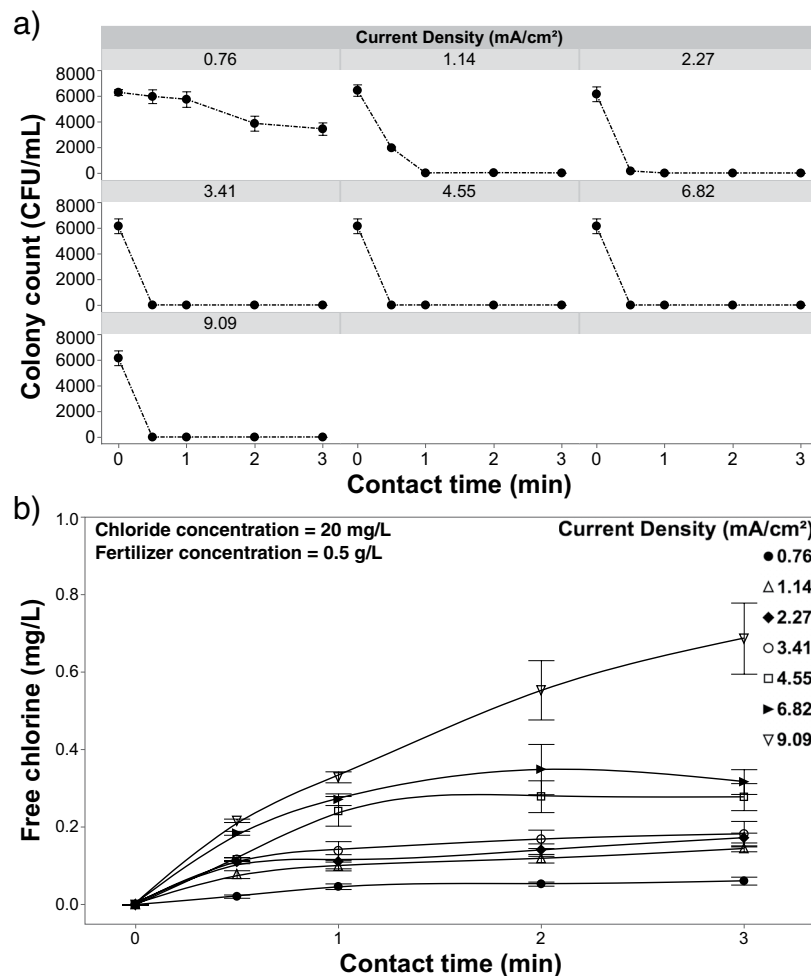 a)
Current Density (mA/cm²)
0.76 1.14 2.27
8000
6000
4000
2000
0
3.41 4.55 6.82
8000
6000
4000
2000
0
9.09
8000
6000
4000
2000
0
Colony count (CFU/mL)
0 1 2 3 0 1 2 3 0 1 2 3
Contact time (min)
b)
Chloride concentration = 20 mg/L
Fertilizer concentration = 0.5 g/L
Current Density (mA/cm²)
0.76
1.14
2.27
3.41
4.55
6.82
9.09
1.0
0.8
0.6
0.4
0.2
0.0
Free chlorine (mg/L)
0 1 2 3
Contact time (min)